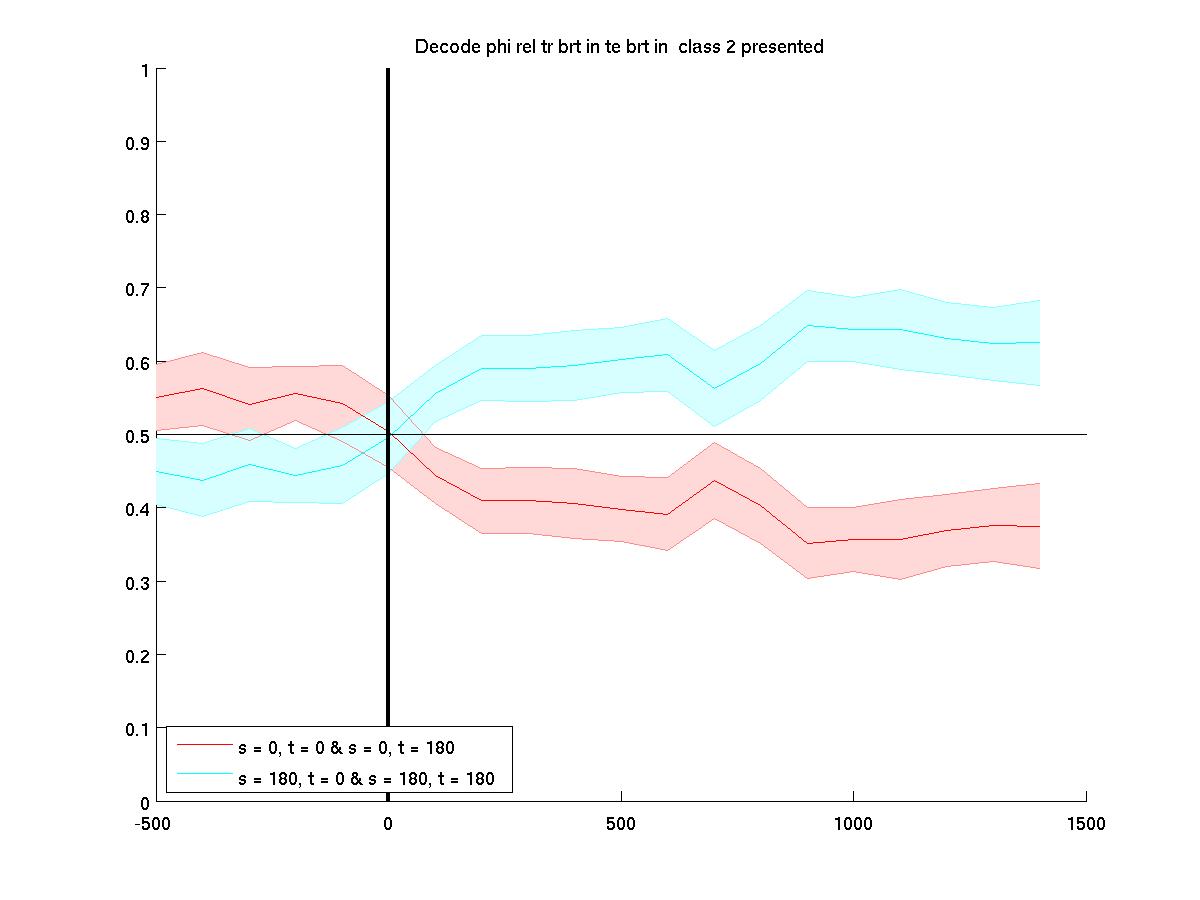 Decode phi rel tr brt in te brt in  class 2 presented
1
0.9
0.8
0.7
0.6
0.5
0.4
0.3
0.2
0.1
0
s = 0, t = 0 & s = 0, t = 180
s = 180, t = 0 & s = 180, t = 180
-500 0 500 1000 1500